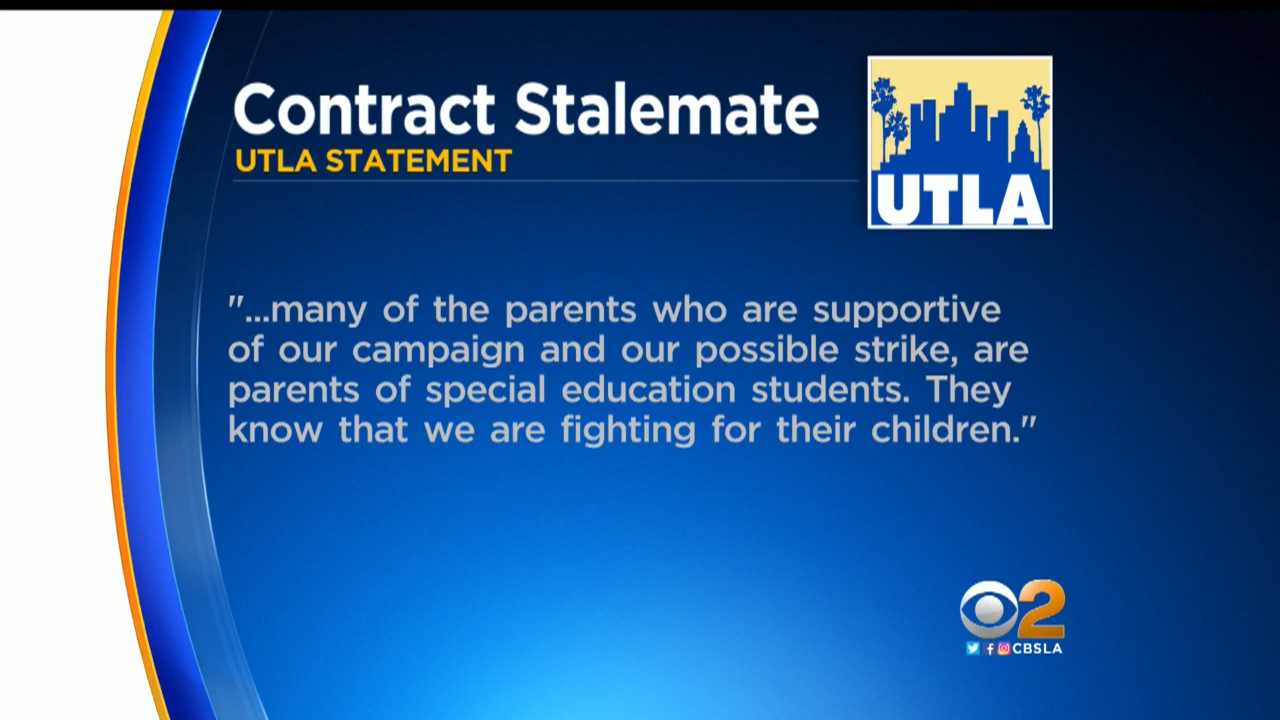 Contract Stalemate
UTLA STATEMENT
UTLA
"...many of the parents who are supportive
of our campaign and our possible strike, are
parents of special education students. They
know that we are fighting for their children."
2
CBSLA